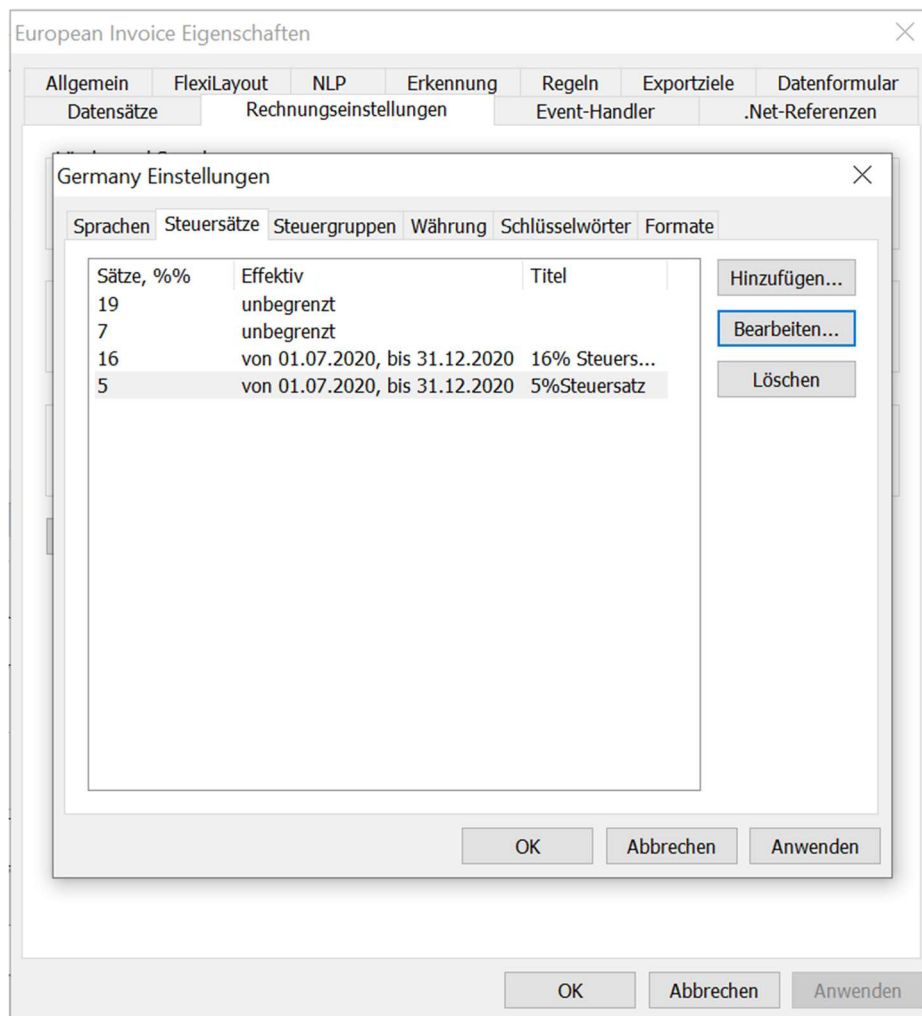 European Invoice Eigenschaften
Allgemein FlexiLayout NLP Erkennung Regeln Exportziele Datenformular
Datensätze Rechnungseinstellungen Event-Handler .Net-Referenzen
Germany Einstellungen
Sprachen Steuersätze Steuergruppen Währung Schlüsselwörter Formate
Sätze, %% Effektiv Titel Hinzufügen...
19 unbegrenzt
7 unbegrenzt Bearbeiten...
16 von 01.07.2020, bis 31.12.2020 16% Steuers...
5 von 01.07.2020, bis 31.12.2020 5%Steuersatz Löschen
OK Abbrechen Anwenden
OK Abbrechen Anwenden